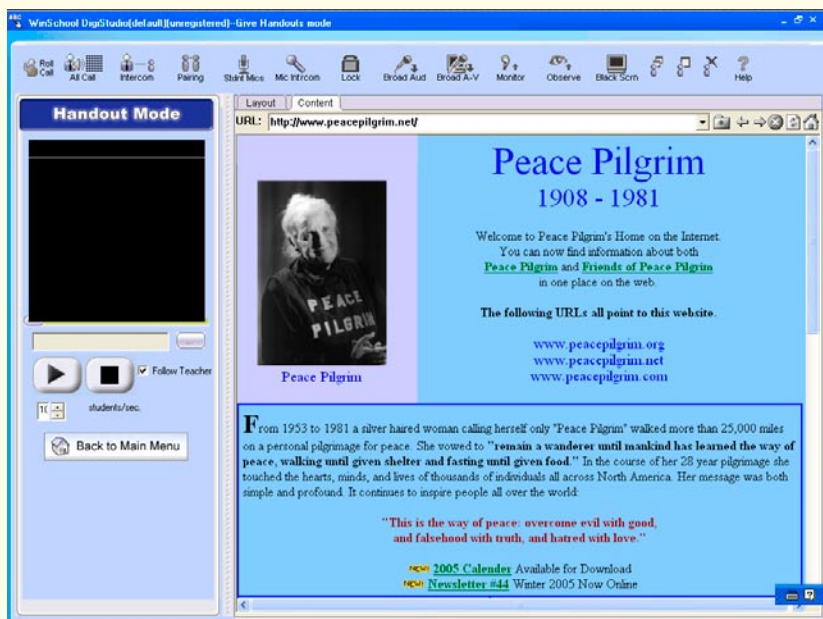 WinSchool DigiStudio[default][unregistered]--Give Handouts mode
Roll Call
All Call
Intercom
Pairing
Start Mics
Mic Intrcom
Lock
Broad Aud
Broad A-V
Monitor
Observe
Black Scrn
Help
Handout Mode
Follow Teacher
students/sec.
Back to Main Menu
Layout
Content
URL: http://www.peacepilgrim.net/
PEACE
PILGRIM
Peace Pilgrim
Peace Pilgrim
1908 - 1981
Welcome to Peace Pilgrim's Home on the Internet.
You can now find information about both
Peace Pilgrim and Friends of Peace Pilgrim
in one place on the web.
The following URLs all point to this website.
www.peacepilgrim.org
www.peacepilgrim.net
www.peacepilgrim.com
From 1953 to 1981 a silver haired woman calling herself only "Peace Pilgrim" walked more than 25,000 miles
on a personal pilgrimage for peace. She vowed to "remain a wanderer until mankind has learned the way of
peace, walking until given shelter and fasting until given food." In the course of her 28 year pilgrimage she
touched the hearts, minds, and lives of thousands of individuals all across North America. Her message was both
simple and profound. It continues to inspire people all over the world:
"This is the way of peace: overcome evil with good,
and falsehood with truth, and hatred with love."
NEW! 2005 Calender Available for Download
NEW! Newsletter #44 Winter 2005 Now Online